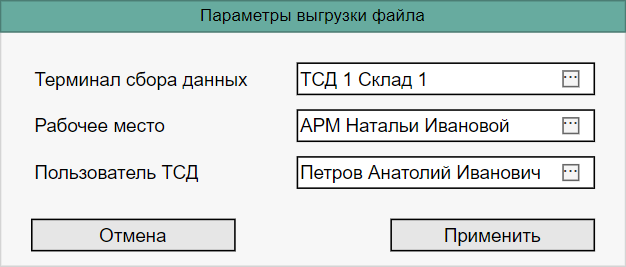 Параметры выгрузки файла
Терминал сбора данных ТСД 1 Склад 1 ...
Рабочее место АРМ Натальи Ивановой ...
Пользователь ТСД Петров Анатолий Иванович ...
Отмена Применить